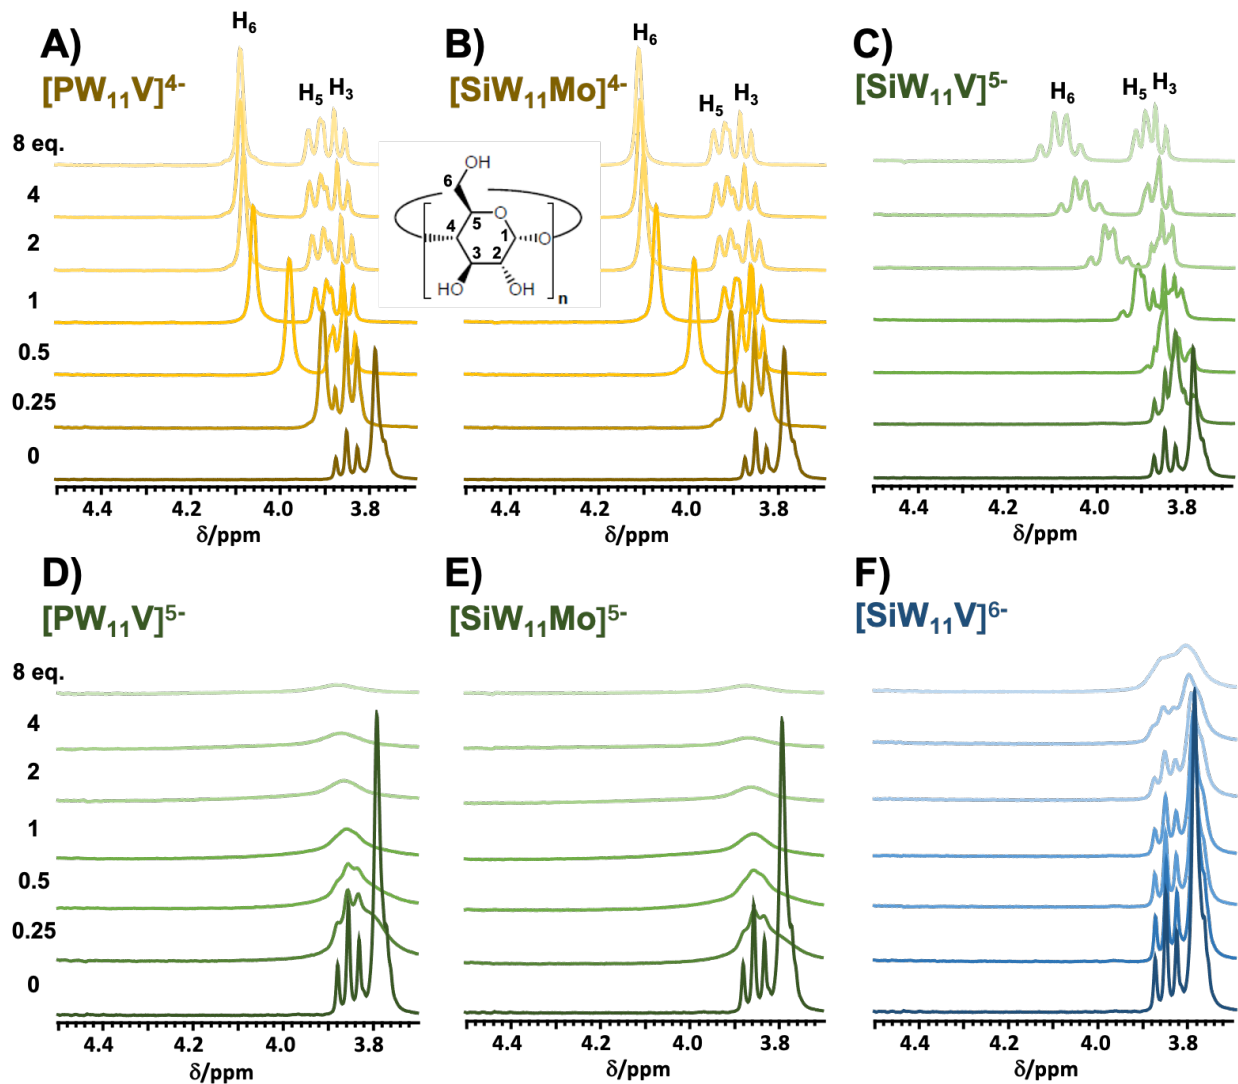 A)
[PW₁₁V]⁴⁻
H₆
H₅
H₃
8 eq.
4
2
1
0.5
0.25
0
4.4
4.2
4.0
3.8
δ/ppm
B)
[SiW₁₁Mo]⁴⁻
H₆
H₅
H₃
OH
6
5
O
4
1
O
3
2
HO
OH
n
4.4
4.2
4.0
3.8
δ/ppm
C)
[SiW₁₁V]⁵⁻
H₆
H₅
H₃
4.4
4.2
4.0
3.8
δ/ppm
D)
[PW₁₁V]⁵⁻
8 eq.
4
2
1
0.5
0.25
0
4.4
4.2
4.0
3.8
δ/ppm
E)
[SiW₁₁Mo]⁵⁻
4.4
4.2
4.0
3.8
δ/ppm
F)
[SiW₁₁V]⁶⁻
4.4
4.2
4.0
3.8
δ/ppm